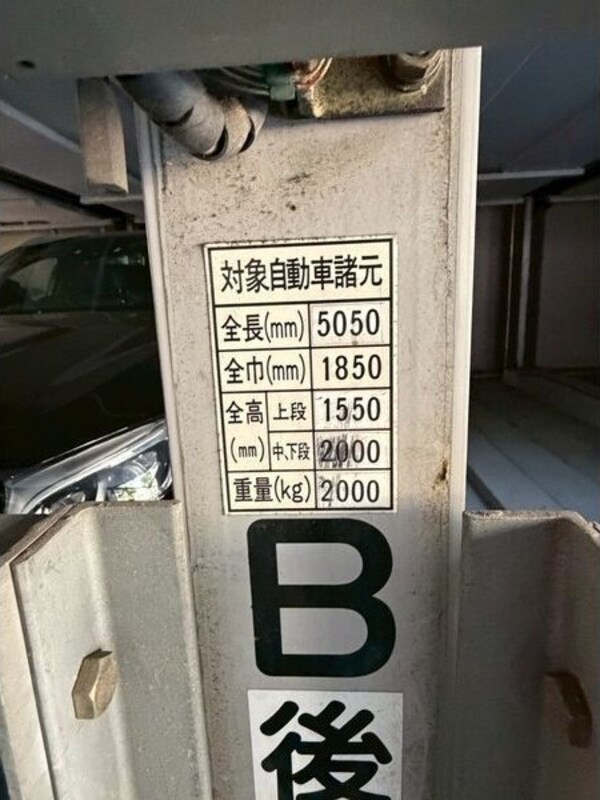 対象自動車諸元
全長(mm) 5050
全巾(mm) 1850
全高 上段 1550
(mm) 中、下段 2000
重量(kg) 2000
B
後